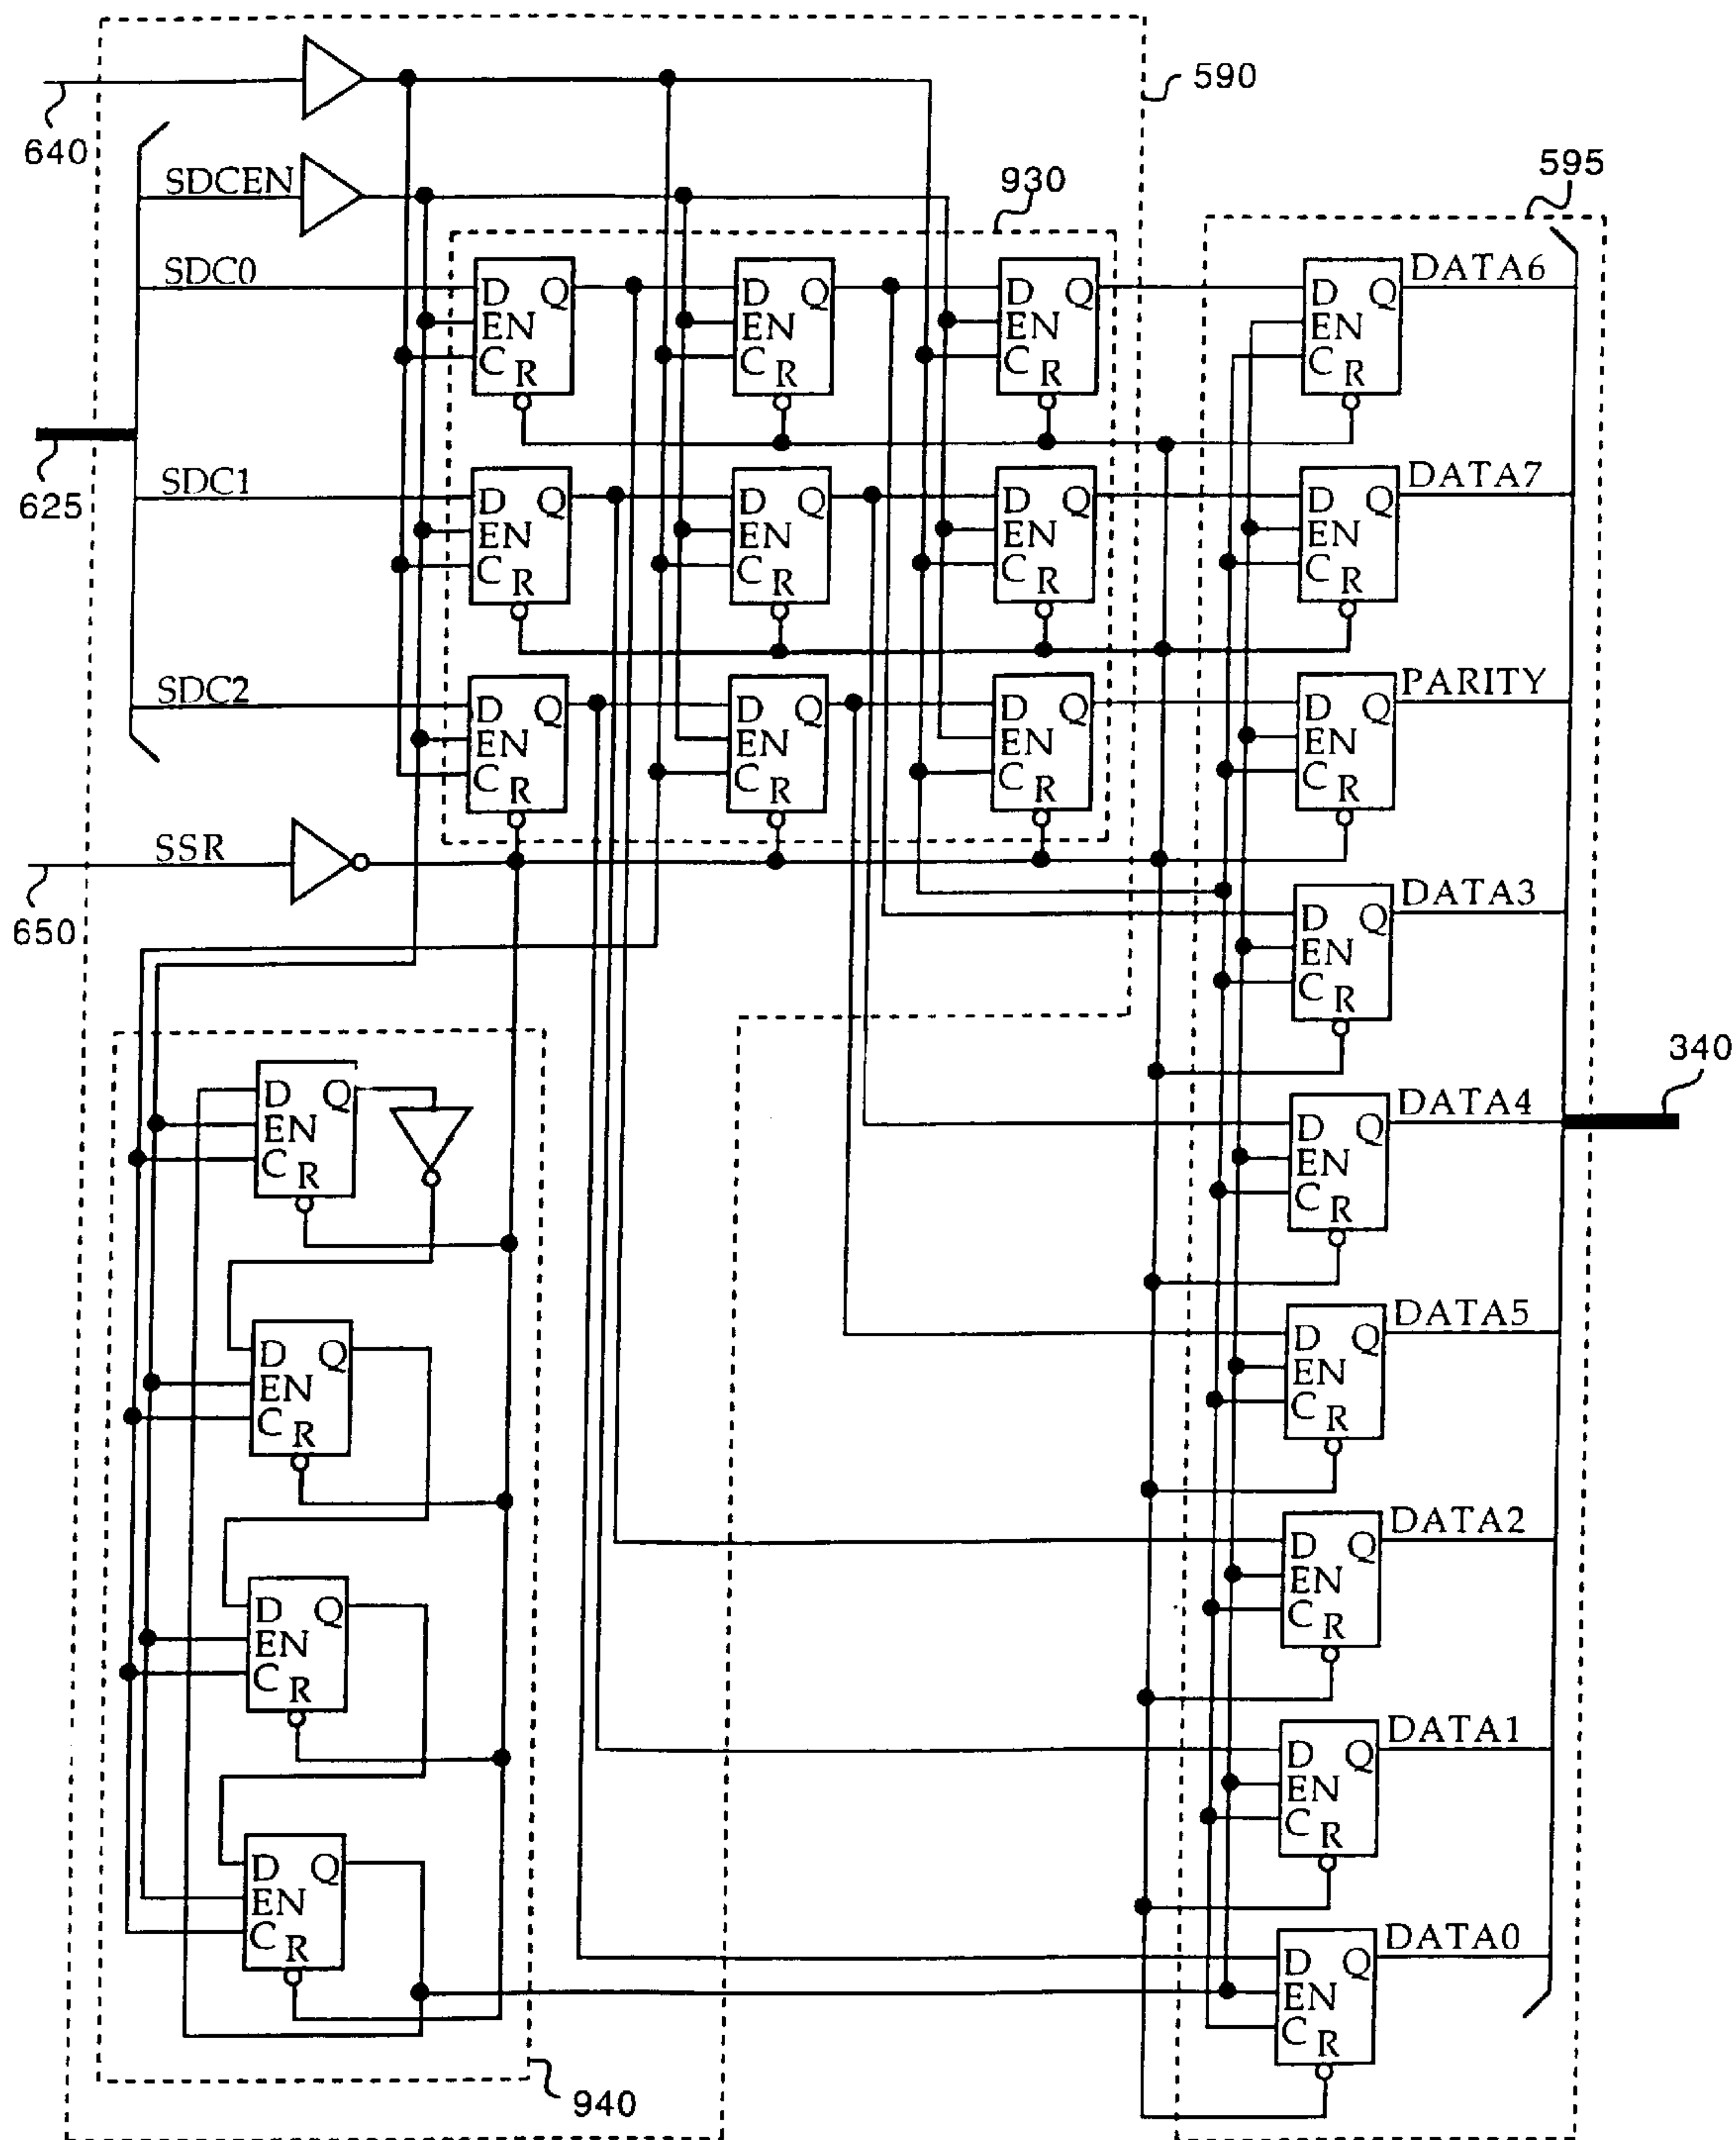 590
640
SDCEN
930
595
SDC0
D Q EN C R
D Q EN C R
D Q EN C R
D Q EN C R
DATA6
625
SDC1
D Q EN C R
D Q EN C R
D Q EN C R
D Q EN C R
DATA7
SDC2
D Q EN C R
D Q EN C R
D Q EN C R
D Q EN C R
PARITY
SSR
650
D Q EN C R
DATA3
340
D Q EN C R
D Q EN C R
DATA4
D Q EN C R
D Q EN C R
DATA5
D Q EN C R
D Q EN C R
DATA2
D Q EN C R
DATA1
D Q EN C R
D Q EN C R
DATA0
940